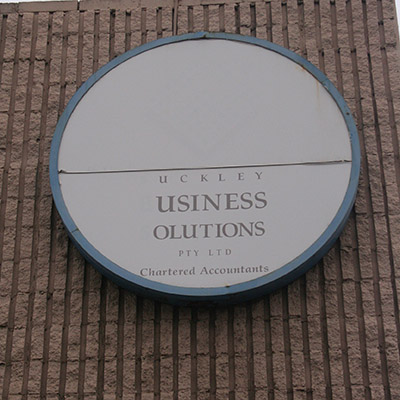 UCKLEY
USINESS
OLUTIONS
PTY LTD
Chartered Accountants